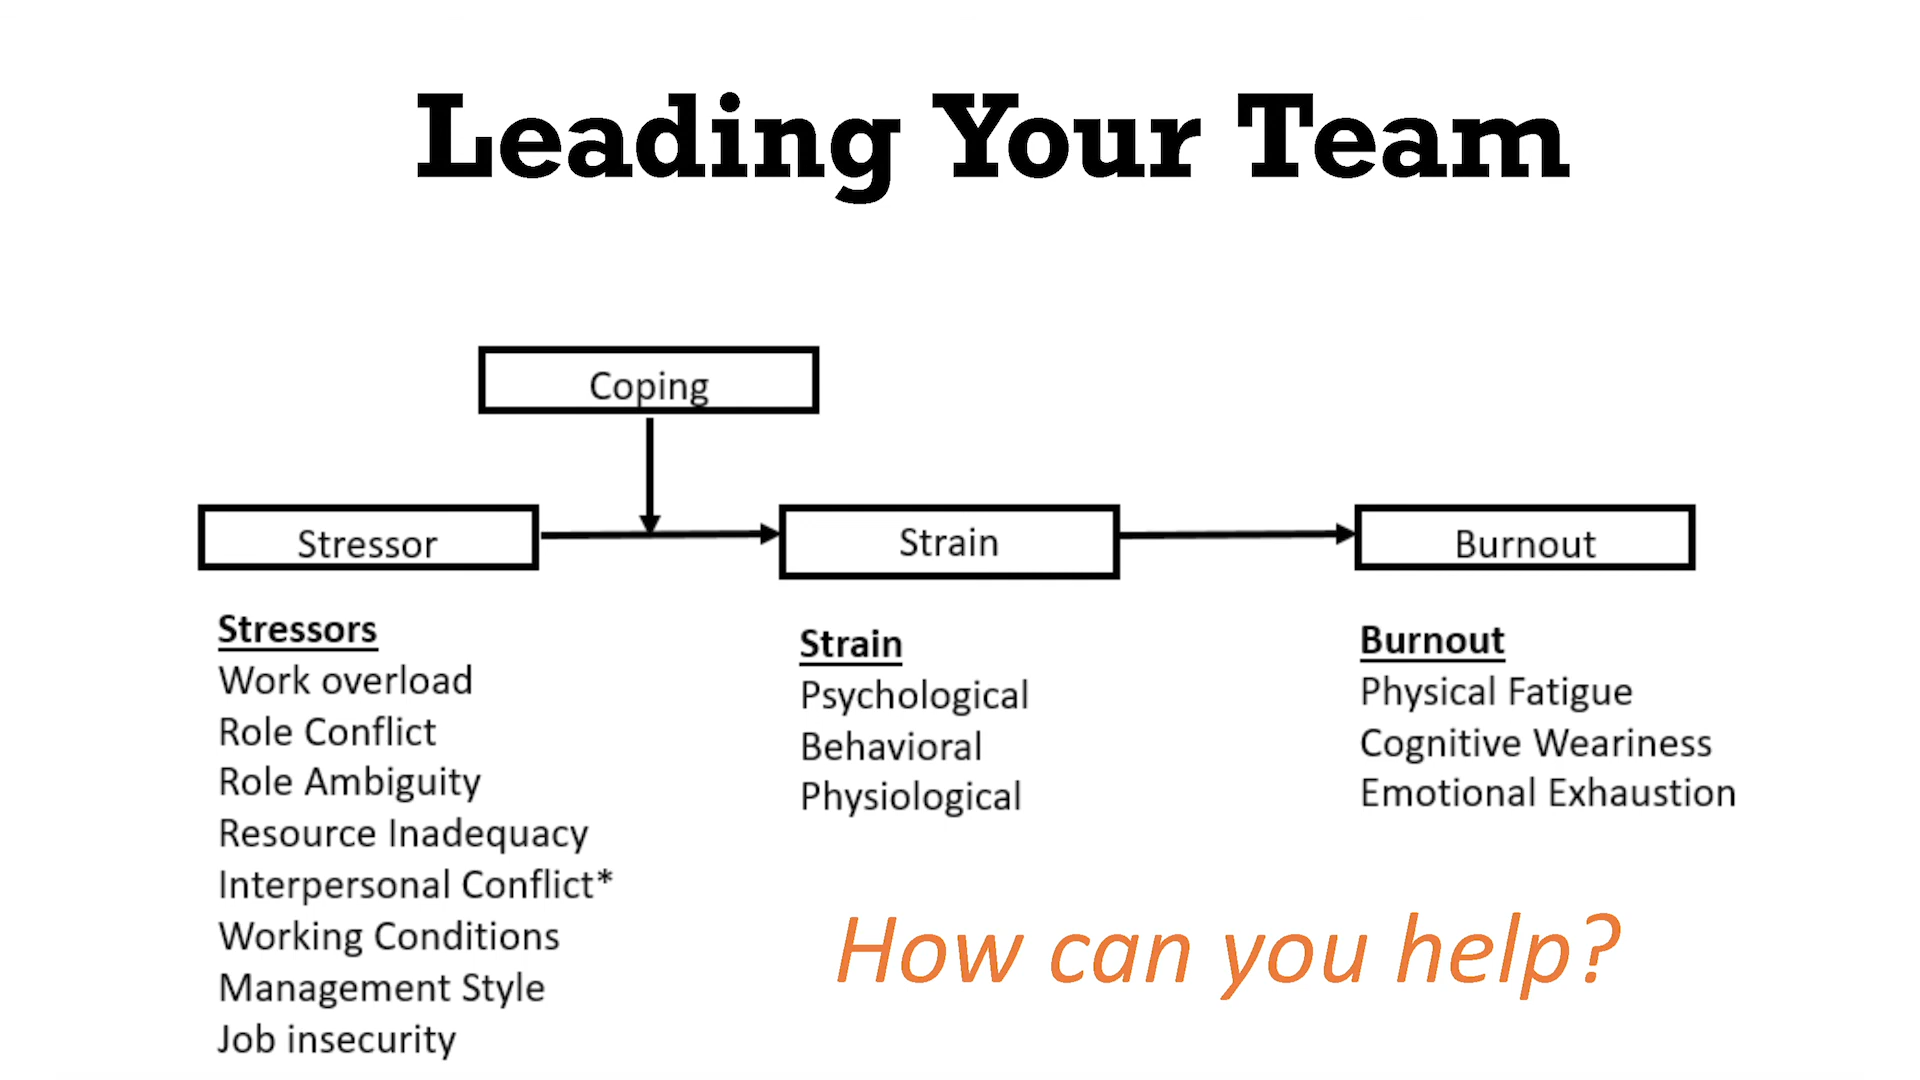 Leading Your Team
Coping
Stressor
Strain
Burnout
Stressors
Work overload
Role Conflict
Role Ambiguity
Resource Inadequacy
Interpersonal Conflict*
Working Conditions
Management Style
Job insecurity
Strain
Psychological
Behavioral
Physiological
Burnout
Physical Fatigue
Cognitive Weariness
Emotional Exhaustion
How can you help?